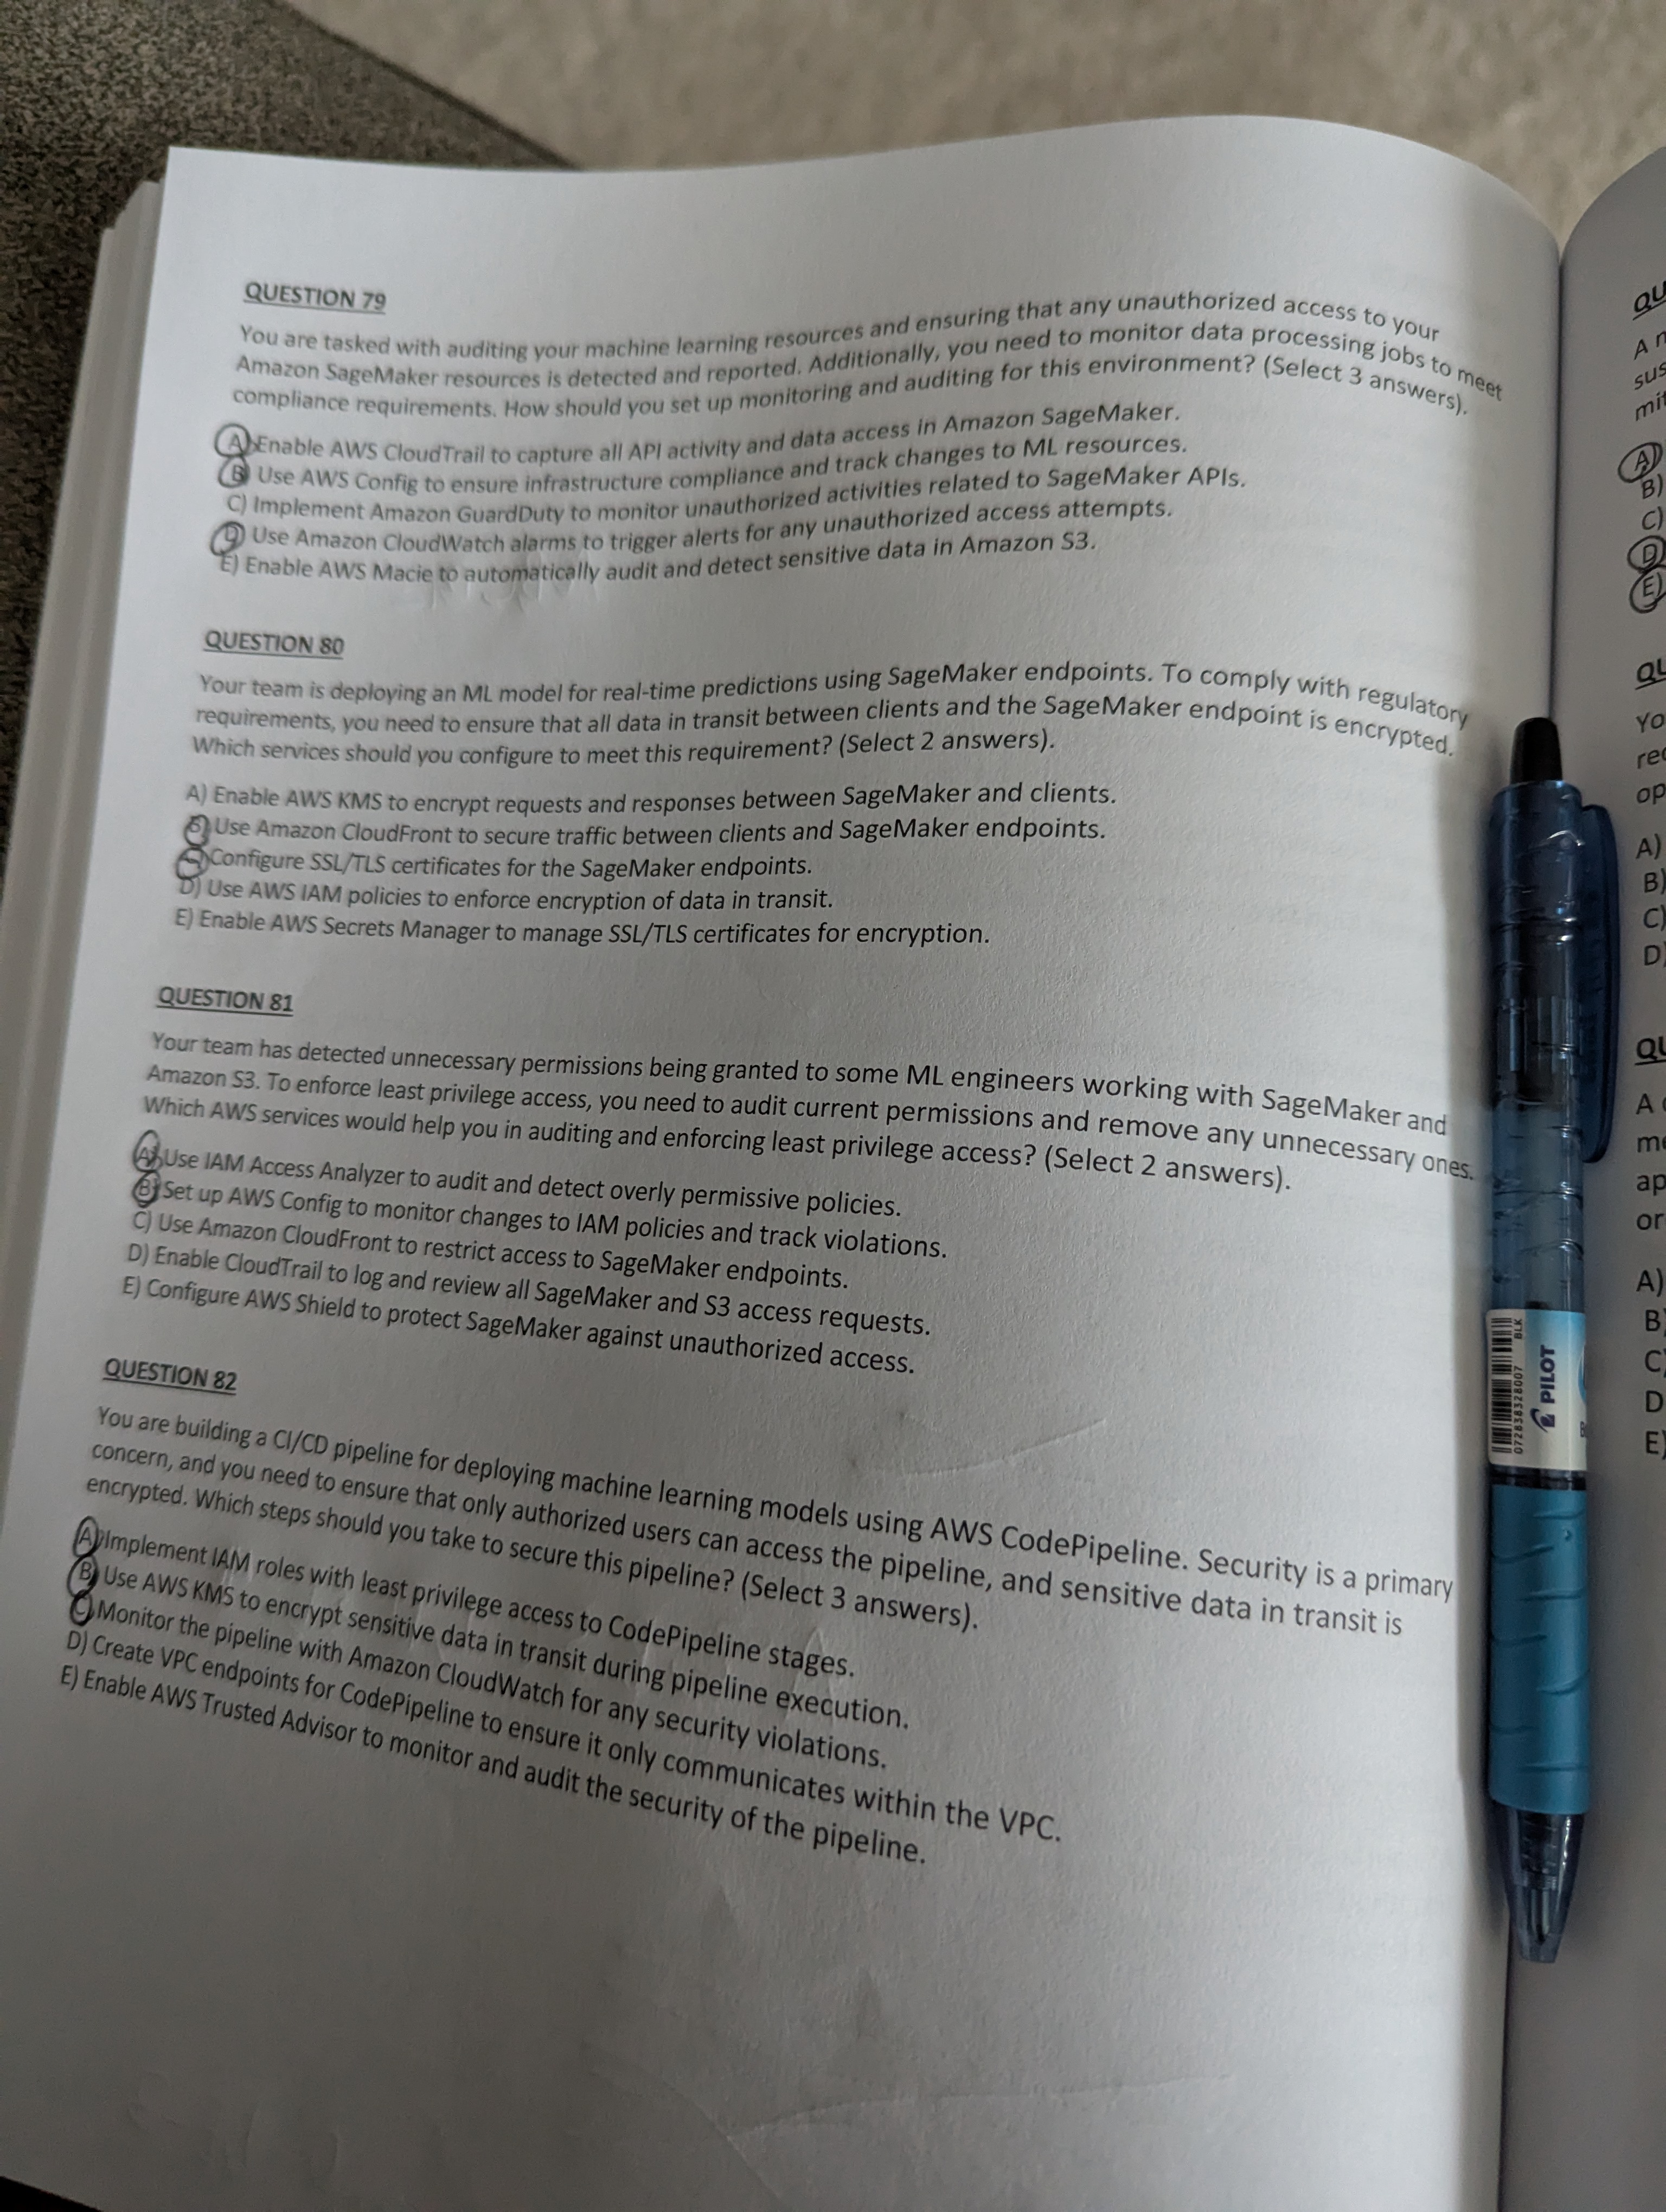 QUESTION 79
You are tasked with auditing your machine learning resources and ensuring that any unauthorized access to your
Amazon SageMaker resources is detected and reported. Additionally, you need to monitor data processing jobs to meet
compliance requirements. How should you set up monitoring and auditing for this environment? (Select 3 answers).
A) Enable AWS CloudTrail to capture all API activity and data access in Amazon SageMaker.
B) Use AWS Config to ensure infrastructure compliance and track changes to ML resources.
C) Implement Amazon GuardDuty to monitor unauthorized activities related to SageMaker APIs.
D) Use Amazon CloudWatch alarms to trigger alerts for any unauthorized access attempts.
E) Enable AWS Macie to automatically audit and detect sensitive data in Amazon S3.
QUESTION 80
Your team is deploying an ML model for real-time predictions using SageMaker endpoints. To comply with regulatory
requirements, you need to ensure that all data in transit between clients and the SageMaker endpoint is encrypted.
Which services should you configure to meet this requirement? (Select 2 answers).
A) Enable AWS KMS to encrypt requests and responses between SageMaker and clients.
B) Use Amazon CloudFront to secure traffic between clients and SageMaker endpoints.
C) Configure SSL/TLS certificates for the SageMaker endpoints.
D) Use AWS IAM policies to enforce encryption of data in transit.
E) Enable AWS Secrets Manager to manage SSL/TLS certificates for encryption.
QUESTION 81
Your team has detected unnecessary permissions being granted to some ML engineers working with SageMaker and
Amazon S3. To enforce least privilege access, you need to audit current permissions and remove any unnecessary ones.
Which AWS services would help you in auditing and enforcing least privilege access? (Select 2 answers).
A) Use IAM Access Analyzer to audit and detect overly permissive policies.
B) Set up AWS Config to monitor changes to IAM policies and track violations.
C) Use Amazon CloudFront to restrict access to SageMaker endpoints.
D) Enable CloudTrail to log and review all SageMaker and S3 access requests.
E) Configure AWS Shield to protect SageMaker against unauthorized access.
QUESTION 82
You are building a CI/CD pipeline for deploying machine learning models using AWS CodePipeline. Security is a primary
concern, and you need to ensure that only authorized users can access the pipeline, and sensitive data in transit is
encrypted. Which steps should you take to secure this pipeline? (Select 3 answers).
A) Implement IAM roles with least privilege access to CodePipeline stages.
B) Use AWS KMS to encrypt sensitive data in transit during pipeline execution.
C) Monitor the pipeline with Amazon CloudWatch for any security violations.
D) Create VPC endpoints for CodePipeline to ensure it only communicates within the VPC.
E) Enable AWS Trusted Advisor to monitor and audit the security of the pipeline.
PILOT
072838328007 BLK
A)
B)
C)
D)
E)
A)
B)
C)
D)
A)
B)
C)
D
E)